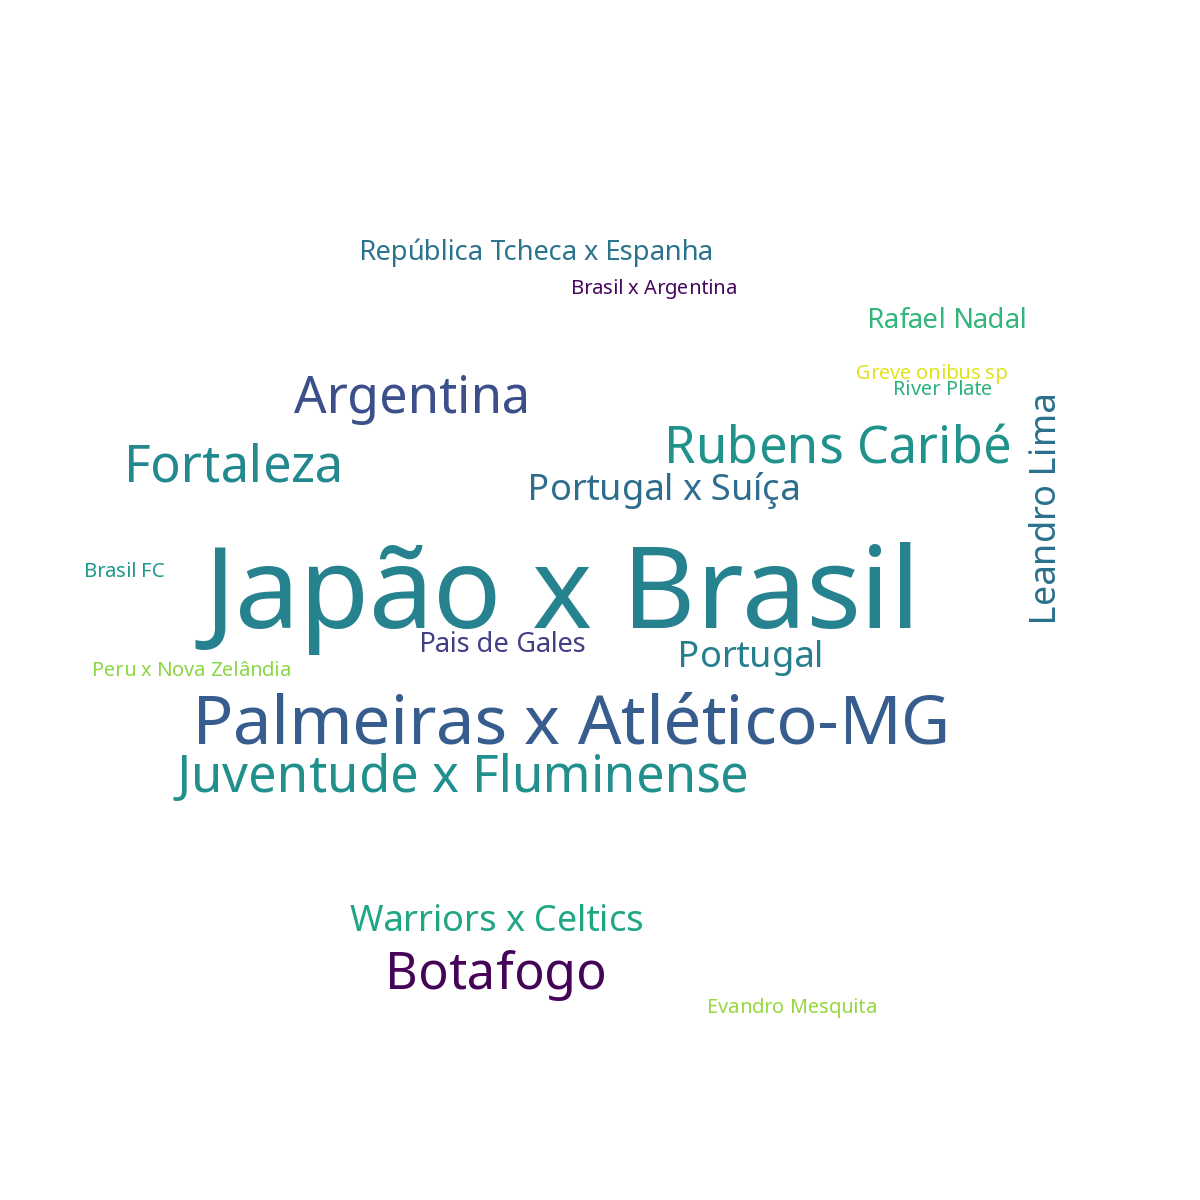 República Tcheca x Espanha
Brasil x Argentina
Rafael Nadal
Greve onibus sp
River Plate
Argentina
Leandro Lima
Rubens Caribé
Fortaleza
Portugal x Suíça
Japão x Brasil
Brasil FC
Pais de Gales
Portugal
Peru x Nova Zelândia
Palmeiras x Atlético-MG
Juventude x Fluminense
Warriors x Celtics
Botafogo
Evandro Mesquita